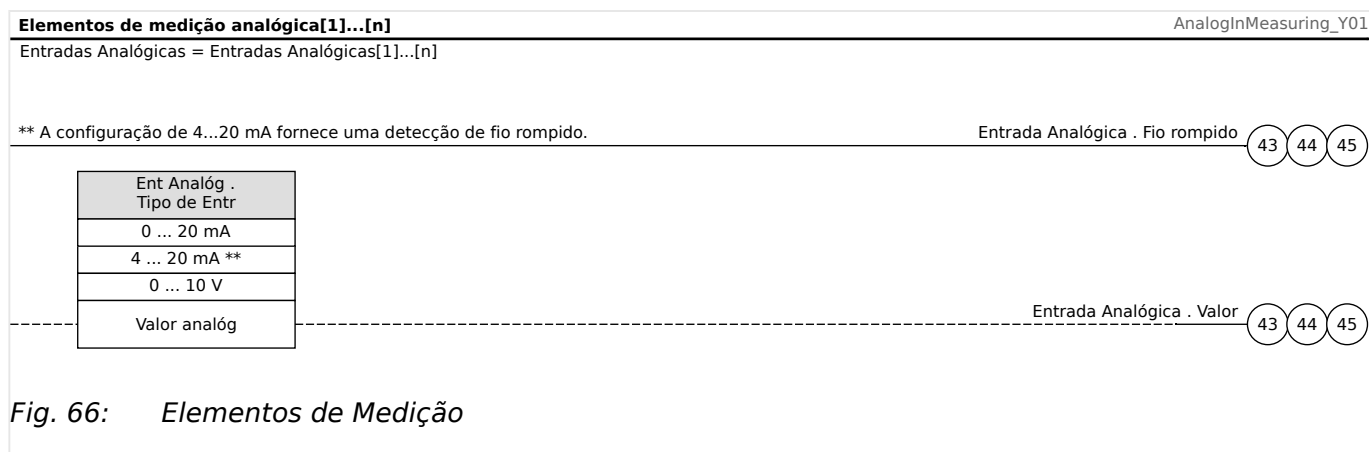 Elementos de medição analógica[1]...[n]
AnalogInMeasuring_Y01
Entradas Analógicas = Entradas Analógicas[1]...[n]
** A configuração de 4...20 mA fornece uma detecção de fio rompido.
Entrada Analógica . Fio rompido
43 44 45
Ent Analóg .
Tipo de Entr
0 ... 20 mA
4 ... 20 mA **
0 ... 10 V
Valor analóg
Entrada Analógica . Valor
43 44 45
Fig. 66: Elementos de Medição